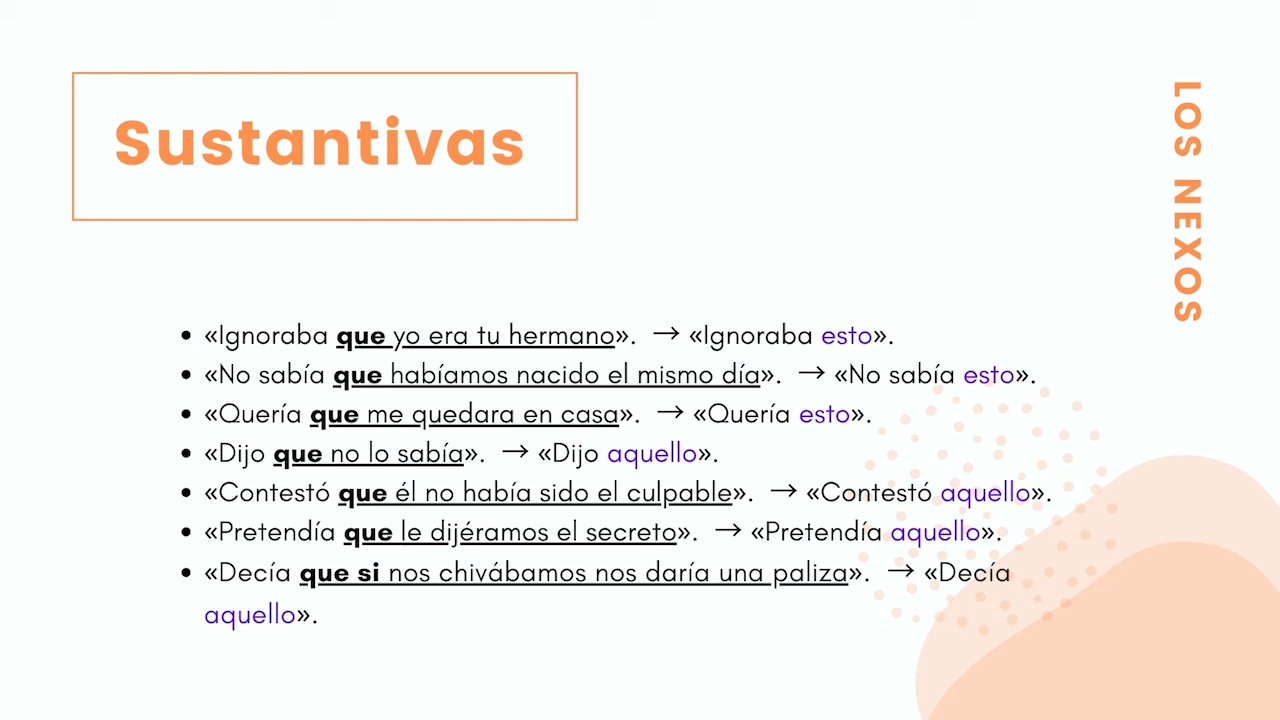 Sustantivas
LOS NEXOS
• «Ignoraba que yo era tu hermano». → «Ignoraba esto».
• «No sabía que habíamos nacido el mismo día». → «No sabía esto».
• «Quería que me quedara en casa». → «Quería esto».
• «Dijo que no lo sabía». → «Dijo aquello».
• «Contestó que él no había sido el culpable». → «Contestó aquello».
• «Pretendía que le dijéramos el secreto». → «Pretendía aquello».
• «Decía que si nos chivábamos nos daría una paliza». → «Decía
aquello».